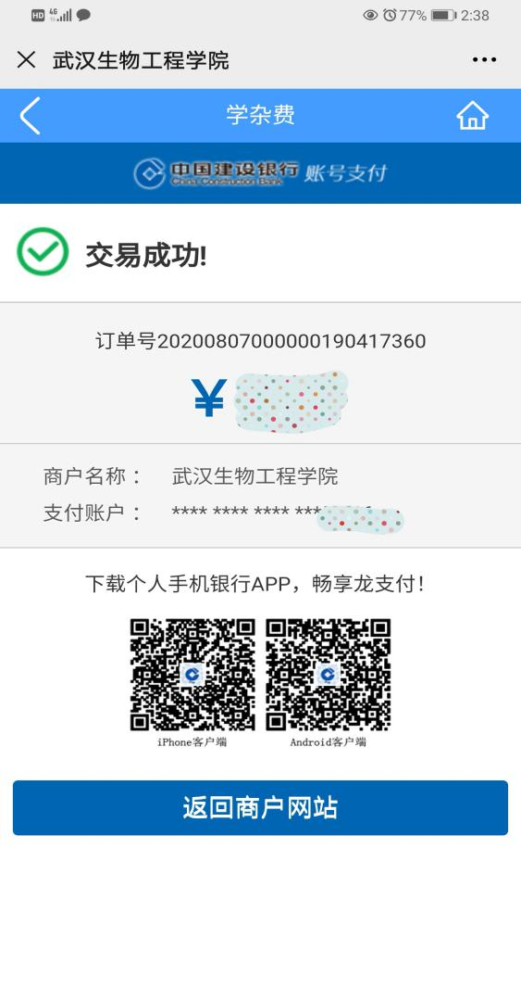 HD 4G 77% 2:38
武汉生物工程学院
学杂费
中国建设银行 账号支付
China Construction Bank
交易成功!
订单号20200807000000190417360
¥
商户名称： 武汉生物工程学院
支付账户： **** **** **** ***
下载个人手机银行APP，畅享龙支付！
iPhone客户端 Android客户端
返回商户网站